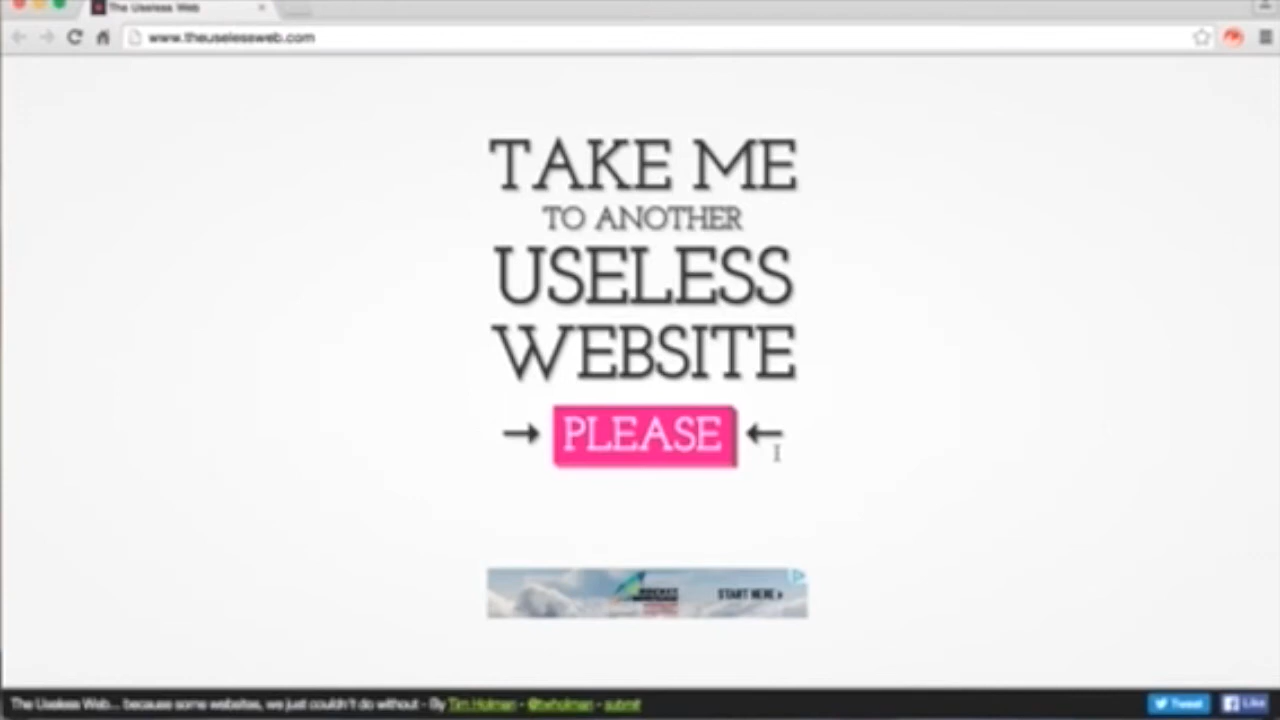 The Useless Web
www.theuselessweb.com
TAKE ME
TO ANOTHER
USELESS
WEBSITE
PLEASE
ROCKET
START HERE
The Useless Web... because some websites, we just couldn't do without - By Tim Holman - @twholman - submit
Tweet
Like